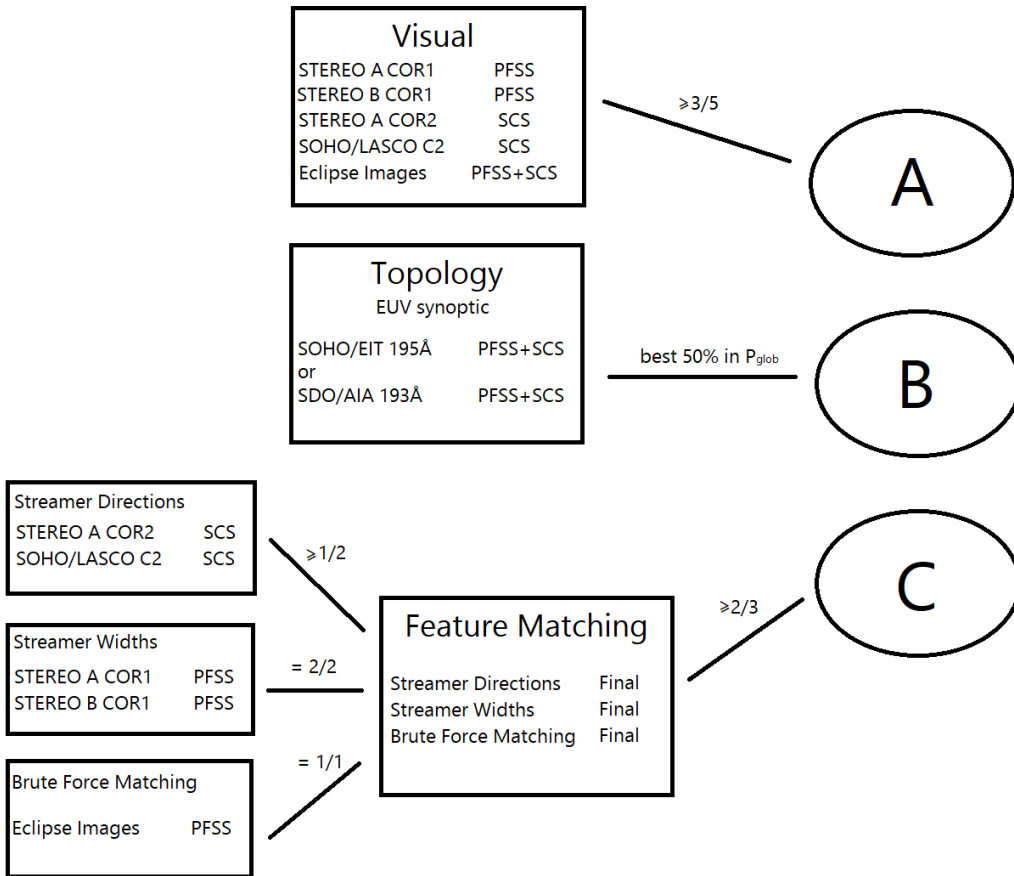 Visual
STEREO A COR1 PFSS
STEREO B COR1 PFSS
STEREO A COR2 SCS
SOHO/LASCO C2 SCS
Eclipse Images PFSS+SCS
⩾3/5
A
Topology
EUV synoptic
SOHO/EIT 195Å PFSS+SCS
or
SDO/AIA 193Å PFSS+SCS
best 50% in Pglob
B
Streamer Directions
STEREO A COR2 SCS
SOHO/LASCO C2 SCS
⩾1/2
Streamer Widths
STEREO A COR1 PFSS
STEREO B COR1 PFSS
= 2/2
Brute Force Matching
Eclipse Images PFSS
= 1/1
Feature Matching
Streamer Directions Final
Streamer Widths Final
Brute Force Matching Final
⩾2/3
C